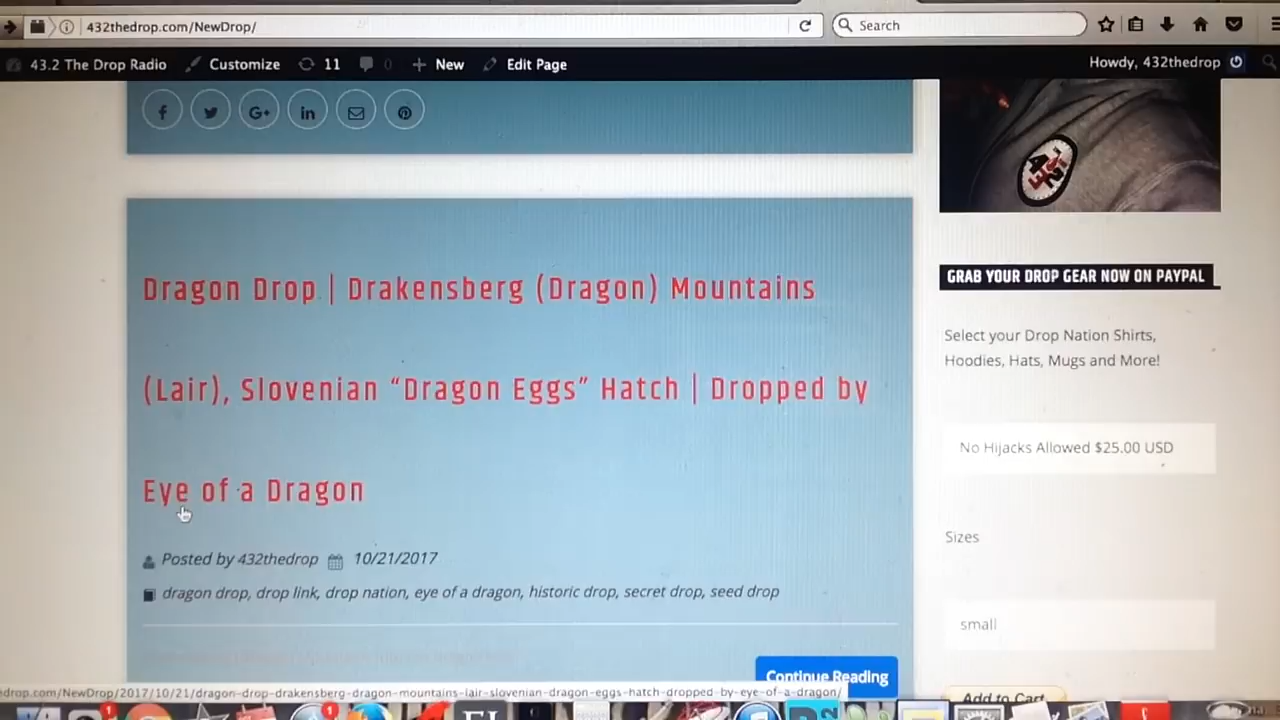 432thedrop.com/NewDrop/
Search
43.2 The Drop Radio Customize 11 0 New Edit Page Howdy, 432thedrop
f G+ in
GRAB YOUR DROP GEAR NOW ON PAYPAL
Dragon Drop | Drakensberg (Dragon) Mountains
(Lair), Slovenian “Dragon Eggs” Hatch | Dropped by
Eye of a Dragon
Select your Drop Nation Shirts,
Hoodies, Hats, Mugs and More!
No Hijacks Allowed $25.00 USD
Sizes
small
Posted by 432thedrop 10/21/2017
dragon drop, drop link, drop nation, eye of a dragon, historic drop, secret drop, seed drop
Continue Reading
Add to Cart
edrop.com/NewDrop/2017/10/21/dragon-drop-drakensberg-dragon-mountains-lair-slovenian-dragon-eggs-hatch-dropped-by-eye-of-a-dragon/